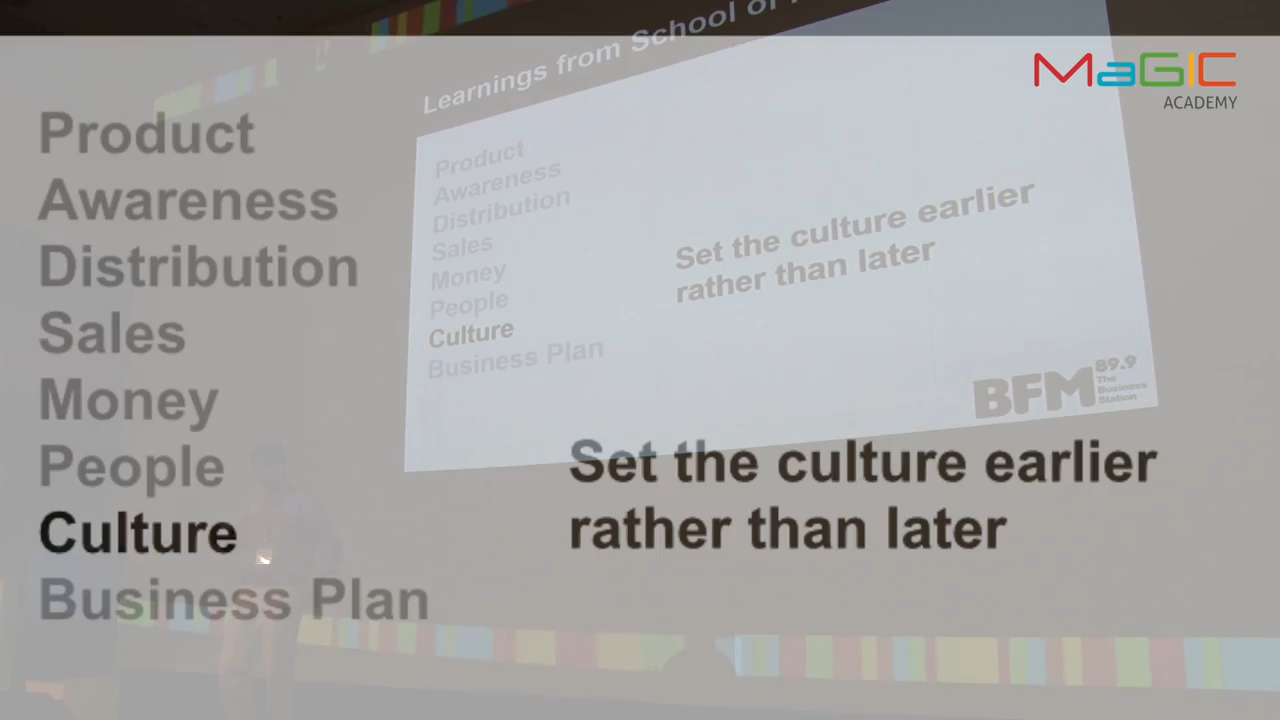 Learnings from School of
MaGIC
ACADEMY
Product
Awareness
Distribution
Sales
Money
People
Culture
Business Plan
Set the culture earlier
rather than later
BFM 89.9
The
Business
Station
Product
Awareness
Distribution
Sales
Money
People
Culture
Business Plan
Set the culture earlier
rather than later